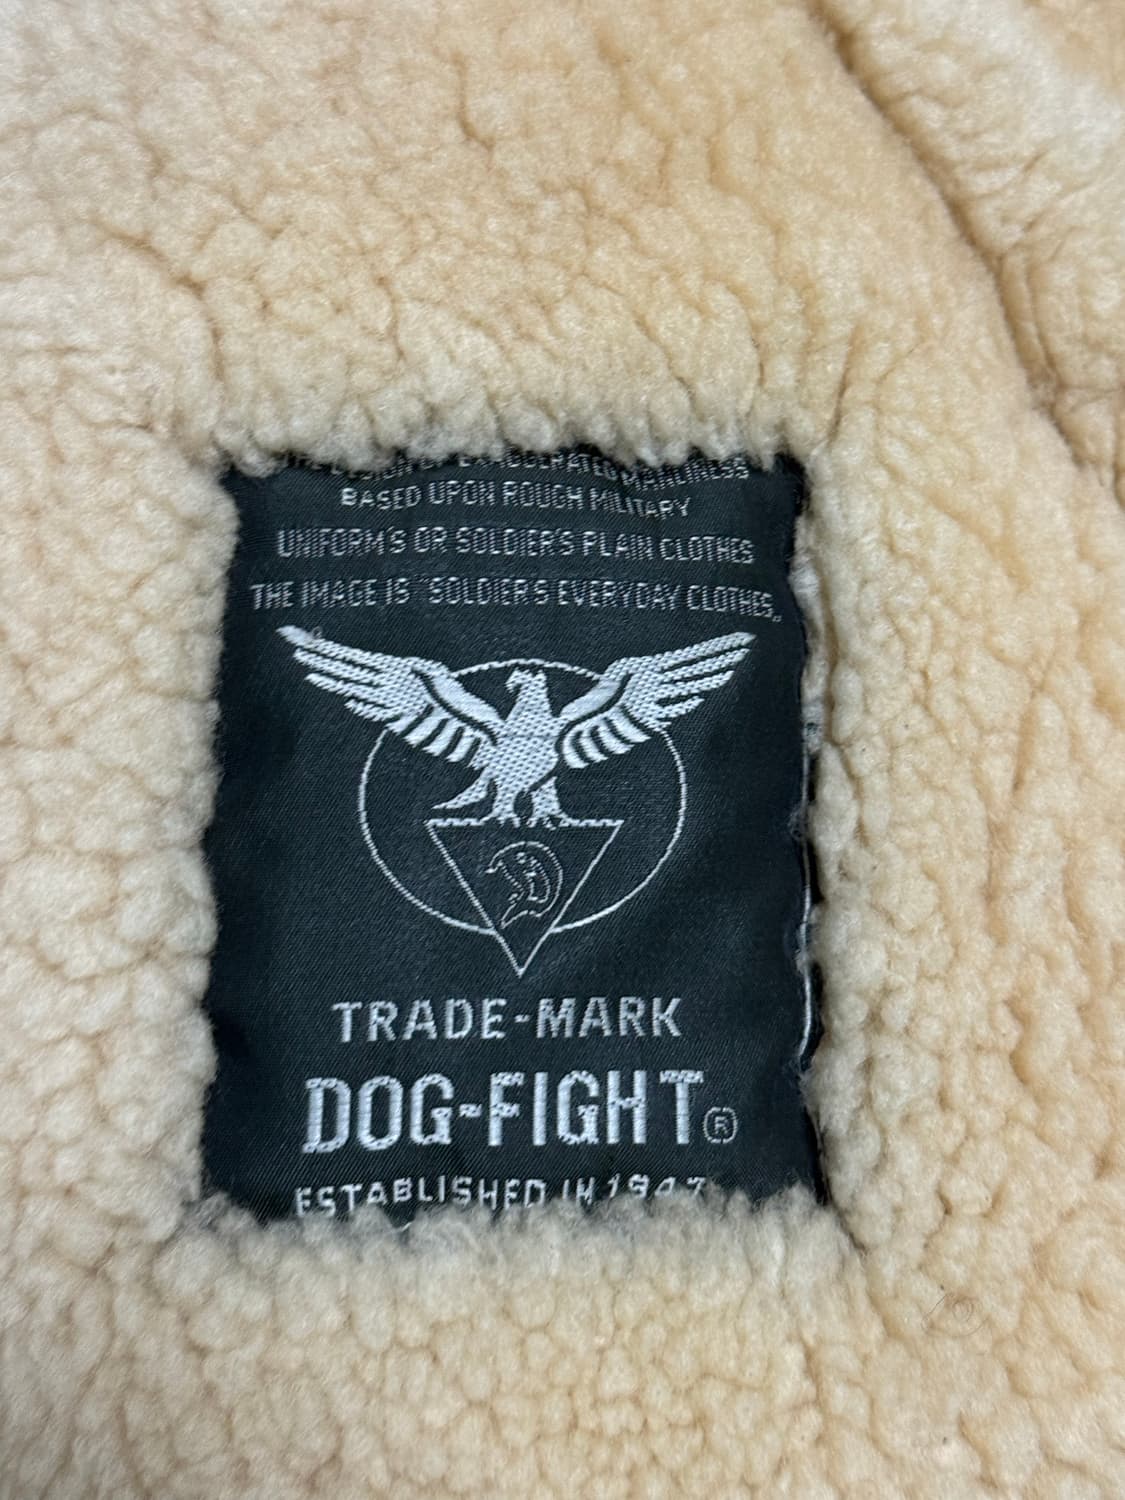 BASED UPON ROUGH MILITARY
UNIFORM'S OR SOLDIER'S PLAIN CLOTHES
THE IMAGE IS "SOLDIER'S EVERYDAY CLOTHES„
TRADE-MARK
DOG-FIGHT®
ESTABLISHED IN 1947